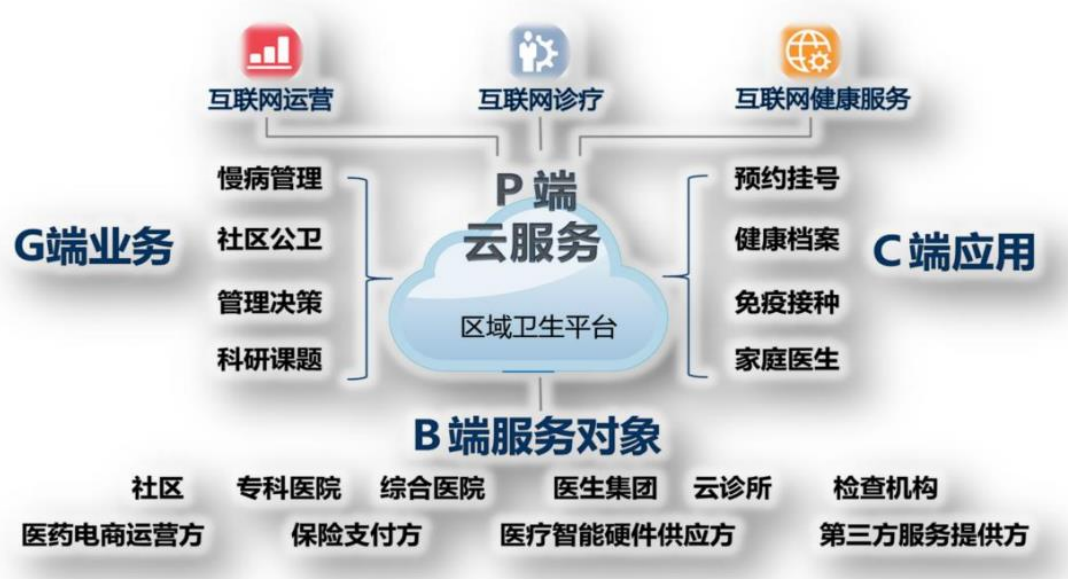 互联网运营
互联网诊疗
互联网健康服务
慢病管理
P端
预约挂号
G端业务
社区公卫
云服务
健康档案
C端应用
管理决策
区域卫生平台
免疫接种
科研课题
家庭医生
B端服务对象
社区
专科医院
综合医院
医生集团
云诊所
检查机构
医药电商运营方
保险支付方
医疗智能硬件供应方
第三方服务提供方